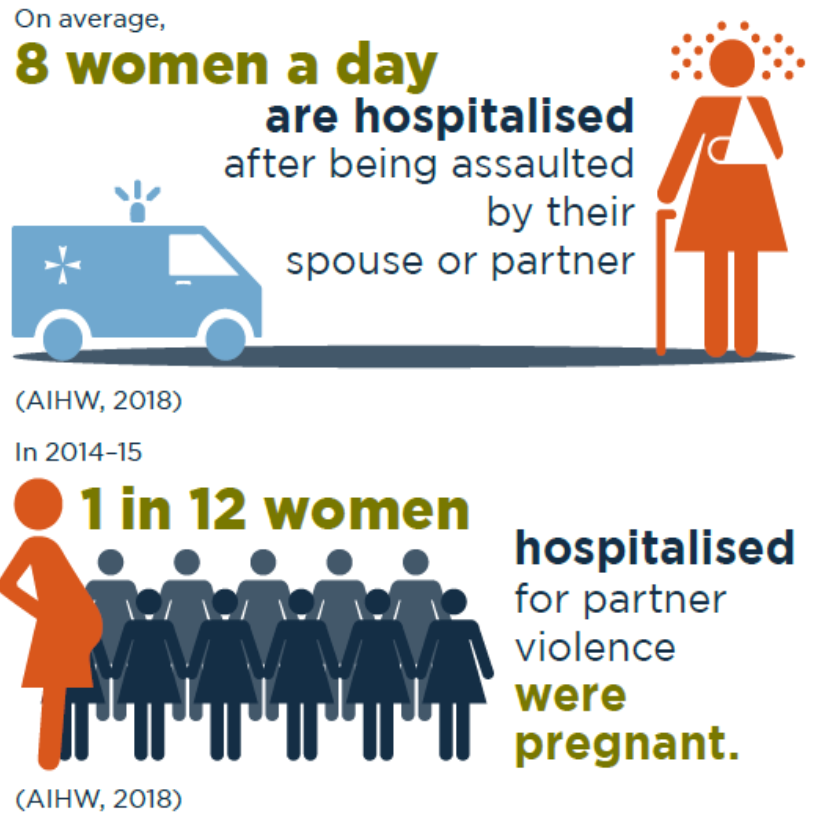 On average,
8 women a day
are hospitalised
after being assaulted
by their
spouse or partner
(AIHW, 2018)
In 2014–15
1 in 12 women
hospitalised
for partner
violence
were
pregnant.
(AIHW, 2018)